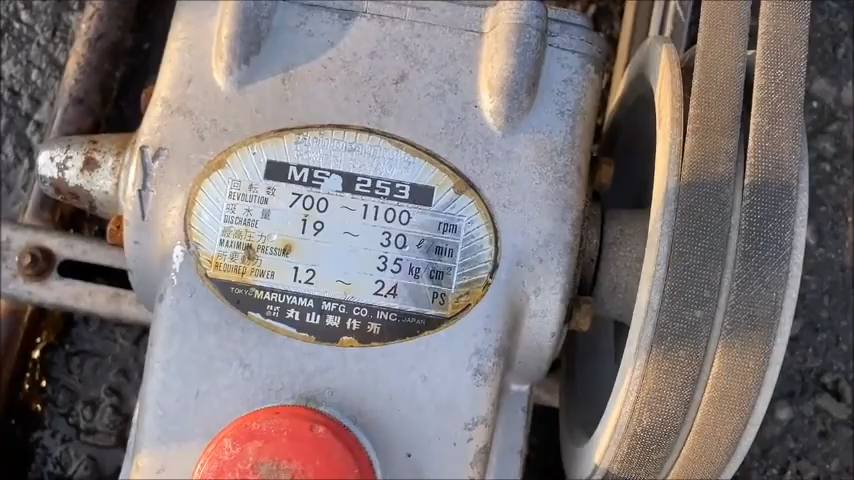 MS 253
回転数
REVOLUTION 700～1100 rpm
吸水量
DISCHARGE 19～30 ℓ/min
最高圧力
MAXIMUM PRESSURE 35 kg/cm²
所要動力
REQUIRED POWER 1.2～2.4 PS
TOKYO MARUYAMA MFG. CO. INC. JAPAN
株式会社 丸山製作所